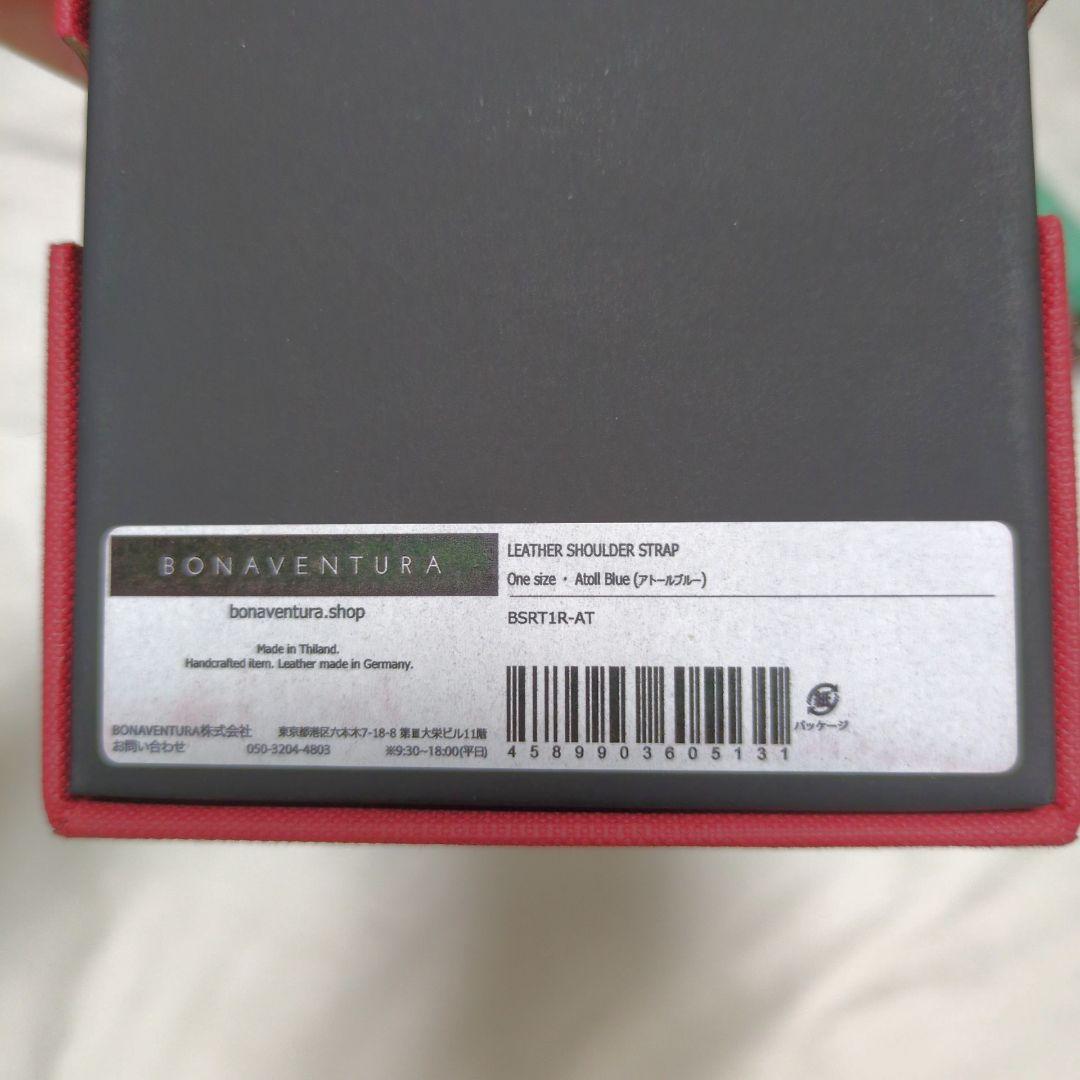 BONAVENTURA
bonaventura.shop
Made in Thiland.
Handcrafted item. Leather made in Germany.
BONAVENTURA株式会社 東京都港区六本木7-18-8 第Ⅲ大栄ビル11階
お問い合わせ 050-3204-4803 ※9:30~18:00(平日)
LEATHER SHOULDER STRAP
One size ・ Atoll Blue (アトールブルー)
BSRT1R-AT
4589903605131
パッケージ